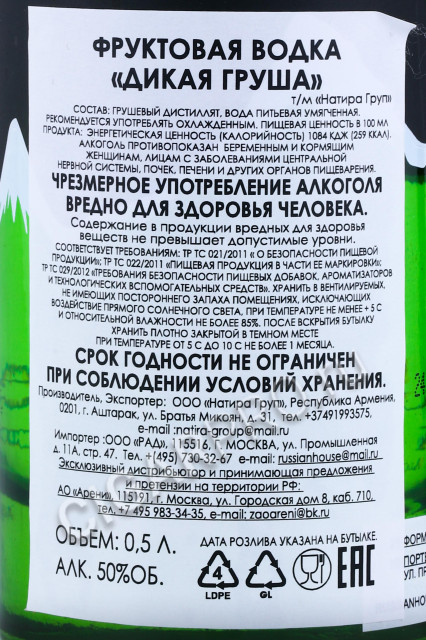 ФРУКТОВАЯ ВОДКА
«ДИКАЯ ГРУША»
т/м «Натира Груп»
СОСТАВ: ГРУШЕВЫЙ ДИСТИЛЛЯТ, ВОДА ПИТЬЕВАЯ УМЯГЧЕННАЯ.
РЕКОМЕНДУЕТСЯ УПОТРЕБЛЯТЬ ОХЛАЖДЕННЫМ. ПИЩЕВАЯ ЦЕННОСТЬ В 100 МЛ
ПРОДУКТА: ЭНЕРГЕТИЧЕСКАЯ ЦЕННОСТЬ (КАЛОРИЙНОСТЬ) 1084 КДЖ (259 ККАЛ).
АЛКОГОЛЬ ПРОТИВОПОКАЗАН БЕРЕМЕННЫМ И КОРМЯЩИМ
ЖЕНЩИНАМ, ЛИЦАМ С ЗАБОЛЕВАНИЯМИ ЦЕНТРАЛЬНОЙ
НЕРВНОЙ СИСТЕМЫ, ПОЧЕК, ПЕЧЕНИ И ДРУГИХ ОРГАНОВ ПИЩЕВАРЕНИЯ.
ЧРЕЗМЕРНОЕ УПОТРЕБЛЕНИЕ АЛКОГОЛЯ
ВРЕДНО ДЛЯ ЗДОРОВЬЯ ЧЕЛОВЕКА.
Содержание в продукции вредных для здоровья
веществ не превышает допустимые уровни.
СООТВЕТСТВУЕТ ТРЕБОВАНИЯМ: ТР ТС 021/2011 « О БЕЗОПАСНОСТИ ПИЩЕВОЙ
ПРОДУКЦИИ»; ТР ТС 022/2011 «ПИЩЕВАЯ ПРОДУКЦИЯ В ЧАСТИ ЕЕ МАРКИРОВКИ»;
ТР ТС 029/2012 «ТРЕБОВАНИЯ БЕЗОПАСНОСТИ ПИЩЕВЫХ ДОБАВОК, АРОМАТИЗАТОРОВ
И ТЕХНОЛОГИЧЕСКИХ ВСПОМОГАТЕЛЬНЫХ СРЕДСТВ». ХРАНИТЬ В ВЕНТИЛИРУЕМЫХ,
НЕ ИМЕЮЩИХ ПОСТОРОННЕГО ЗАПАХА ПОМЕЩЕНИЯХ, ИСКЛЮЧАЮЩИХ
ВОЗДЕЙСТВИЕ ПРЯМОГО СОЛНЕЧНОГО СВЕТА. ПРИ ТЕМПЕРАТУРЕ НЕ МЕНЕЕ + 5 С
И ОТНОСИТЕЛЬНОЙ ВЛАЖНОСТИ НЕ БОЛЕЕ 85%. ПОСЛЕ ВСКРЫТИЯ БУТЫЛКУ
ХРАНИТЬ ПЛОТНО ЗАКРЫТОЙ В ТЕМНОМ МЕСТЕ
ПРИ ТЕМПЕРАТУРЕ ОТ 5 С ДО 10 С НЕ БОЛЕЕ 1 МЕСЯЦА.
СРОК ГОДНОСТИ НЕ ОГРАНИЧЕН
ПРИ СОБЛЮДЕНИИ УСЛОВИЙ ХРАНЕНИЯ.
Производитель, Экспортер: ООО «Натира Груп», Республика Армения,
0201, г. Аштарак, ул. Братья Микоян, д. 31, тел. +37491993575,
e-mail :natira-group@mail.ru
Импортер :ООО «РАД», 15516, МОСКВА, ул. Промышленная
д. 11А, стр. 47. Тел +(495) 730-32-67 e-mail: russianhouse@mail.ru
Эксклюзивный дистрибьютор и принимающая предложения
и претензии на территории РФ:
АО «Арени», 115191, г. Москва, ул. Городская дом 8, каб. 710,
тел. +7 495 983-34-35, e-mail; zaoareni@bk.ru
ОБЪЕМ: 0,5 Л.
АЛК. 50%ОБ.
ДАТА РОЗЛИВА УКАЗАНА НА БУТЫЛКЕ.
4
LDPE
GL
EAC